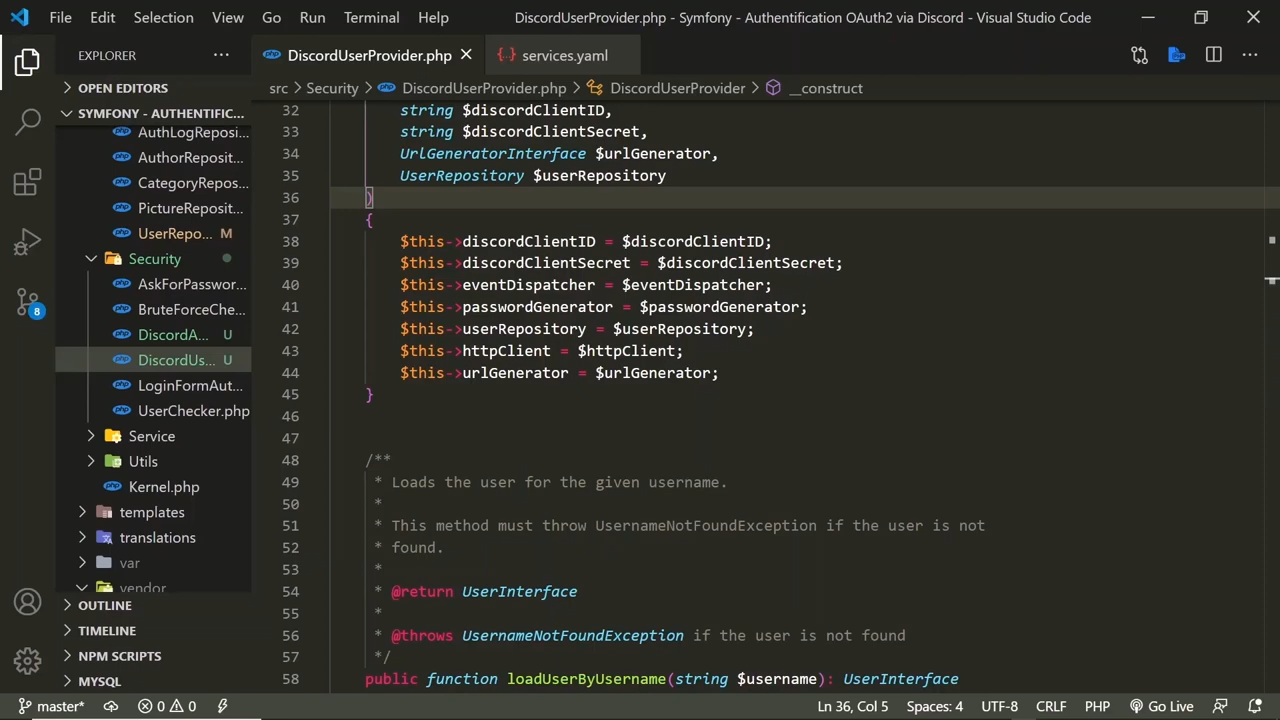 File Edit Selection View Go Run Terminal Help DiscordUserProvider.php - Symfony - Authentification OAuth2 via Discord - Visual Studio Code
EXPLORER ··· DiscordUserProvider.php services.yaml
OPEN EDITORS src > Security > DiscordUserProvider.php > DiscordUserProvider > __construct
SYMFONY - AUTHENTIFIC...
AuthLogReposi...
AuthorReposit...
CategoryRepos...
PictureReposit...
UserRepo... M
Security
AskForPasswor...
BruteForceChe...
DiscordA... U
DiscordUs... U
LoginFormAut...
UserChecker.php
Service
Utils
Kernel.php
templates
translations
var
vendor
OUTLINE
TIMELINE
NPM SCRIPTS
MYSQL
8
32 string $discordClientID,
33 string $discordClientSecret,
34 UrlGeneratorInterface $urlGenerator,
35 UserRepository $userRepository
36 )
37 {
38 $this->discordClientID = $discordClientID;
39 $this->discordClientSecret = $discordClientSecret;
40 $this->eventDispatcher = $eventDispatcher;
41 $this->passwordGenerator = $passwordGenerator;
42 $this->userRepository = $userRepository;
43 $this->httpClient = $httpClient;
44 $this->urlGenerator = $urlGenerator;
45 }
46
47
48 /**
49 * Loads the user for the given username.
50 *
51 * This method must throw UsernameNotFoundException if the user is not
52 * found.
53 *
54 * @return UserInterface
55 *
56 * @throws UsernameNotFoundException if the user is not found
57 */
58 public function loadUserByUsername(string $username): UserInterface
master* 0 0 Ln 36, Col 5 Spaces: 4 UTF-8 CRLF PHP Go Live